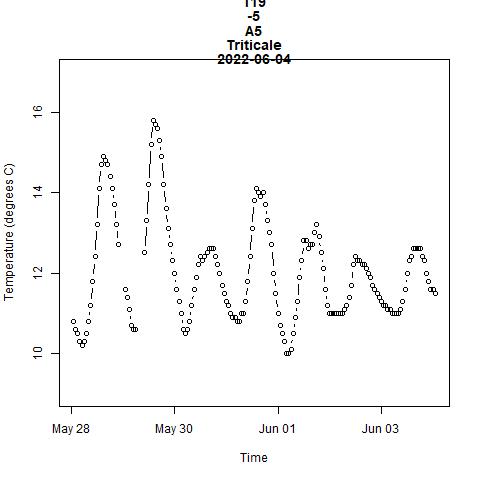 T19
-5
A5
Triticale
2022-06-04
Temperature (degrees C)
16
14
12
10
May 28
May 30
Jun 01
Jun 03
Time